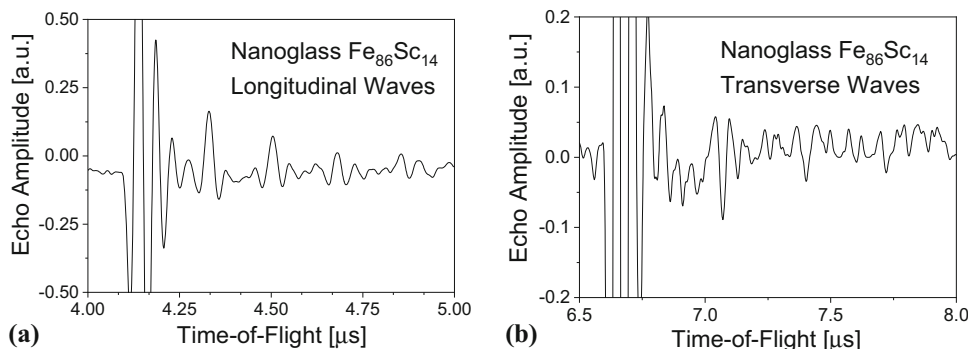 0.50
0.25
0.00
-0.25
-0.50
Echo Amplitude [a.u.]
Nanoglass Fe₈₆Sc₁₄
Longitudinal Waves
4.00 4.25 4.50 4.75 5.00
Time-of-Flight [μs]
(a)
0.2
0.1
0.0
-0.1
-0.2
Echo Amplitude [a.u.]
Nanoglass Fe₈₆Sc₁₄
Transverse Waves
6.5 7.0 7.5 8.0
Time-of-Flight [μs]
(b)